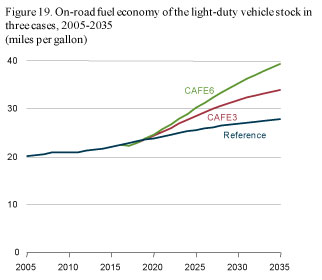 Figure 19. On-road fuel economy of the light-duty vehicle stock in
three cases, 2005-2035
(miles per gallon)
40
CAFE6
30
CAFE3
Reference
20
10
0
2005 2010 2015 2020 2025 2030 2035